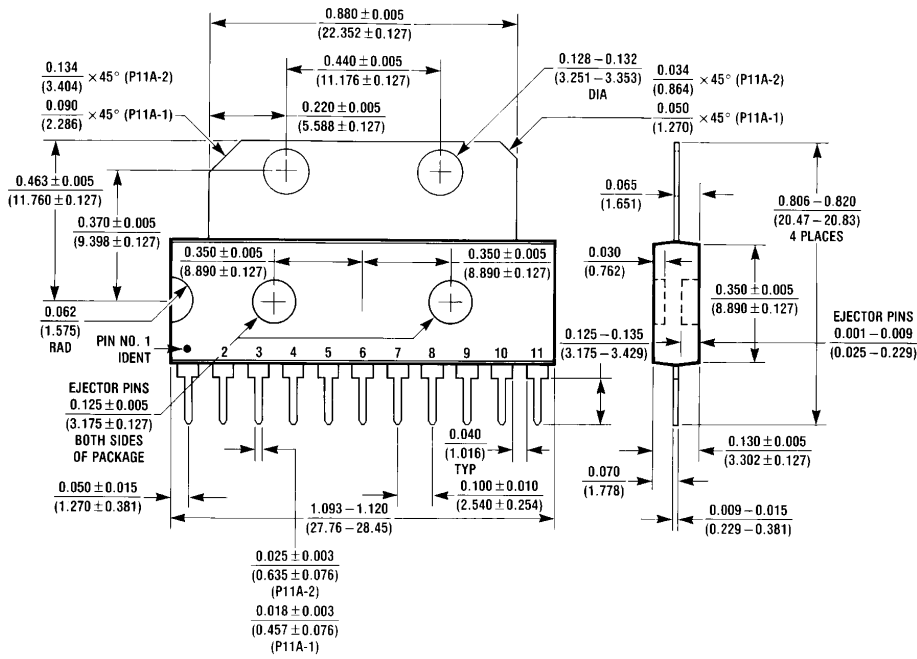 0.880 ± 0.005
(22.352 ± 0.127)
0.440 ± 0.005
(11.176 ± 0.127)
0.220 ± 0.005
(5.588 ± 0.127)
0.134
(3.404) × 45° (P11A-2)
0.090
(2.286) × 45° (P11A-1)
0.128 – 0.132
(3.251 – 3.353)
DIA
0.034
(0.864) × 45° (P11A-2)
0.050
(1.270) × 45° (P11A-1)
0.463 ± 0.005
(11.760 ± 0.127)
0.370 ± 0.005
(9.398 ± 0.127)
0.065
(1.651)
0.806 – 0.820
(20.47 – 20.83)
4 PLACES
0.350 ± 0.005
(8.890 ± 0.127)
0.350 ± 0.005
(8.890 ± 0.127)
0.030
(0.762)
0.350 ± 0.005
(8.890 ± 0.127)
0.062
(1.575)
RAD
PIN NO. 1
IDENT
2 3 4 5 6 7 8 9 10 11
0.125 – 0.135
(3.175 – 3.429)
EJECTOR PINS
0.001 – 0.009
(0.025 – 0.229)
EJECTOR PINS
0.125 ± 0.005
(3.175 ± 0.127)
BOTH SIDES
OF PACKAGE
0.040
(1.016)
TYP
0.130 ± 0.005
(3.302 ± 0.127)
0.070
(1.778)
0.050 ± 0.015
(1.270 ± 0.381)
0.100 ± 0.010
(2.540 ± 0.254)
1.093 – 1.120
(27.76 – 28.45)
0.009 – 0.015
(0.229 – 0.381)
0.025 ± 0.003
(0.635 ± 0.076)
(P11A-2)
0.018 ± 0.003
(0.457 ± 0.076)
(P11A-1)